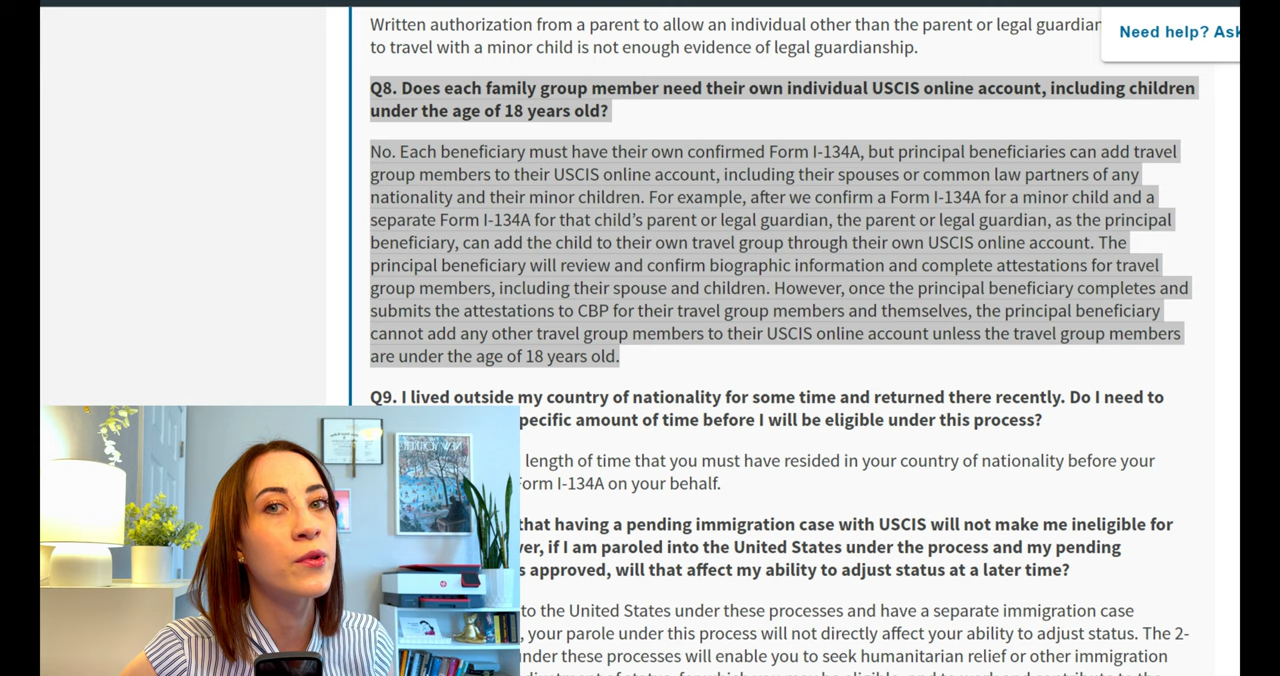 Written authorization from a parent to allow an individual other than the parent or legal guardian
to travel with a minor child is not enough evidence of legal guardianship.
Need help? Ask
Q8. Does each family group member need their own individual USCIS online account, including children
under the age of 18 years old?
No. Each beneficiary must have their own confirmed Form I-134A, but principal beneficiaries can add travel
group members to their USCIS online account, including their spouses or common law partners of any
nationality and their minor children. For example, after we confirm a Form I-134A for a minor child and a
separate Form I-134A for that child’s parent or legal guardian, the parent or legal guardian, as the principal
beneficiary, can add the child to their own travel group through their own USCIS online account. The
principal beneficiary will review and confirm biographic information and complete attestations for travel
group members, including their spouse and children. However, once the principal beneficiary completes and
submits the attestations to CBP for their travel group members and themselves, the principal beneficiary
cannot add any other travel group members to their USCIS online account unless the travel group members
are under the age of 18 years old.
Q9. I lived outside my country of nationality for some time and returned there recently. Do I need to
pecific amount of time before I will be eligible under this process?
length of time that you must have resided in your country of nationality before your
Form I-134A on your behalf.
that having a pending immigration case with USCIS will not make me ineligible for
ver, if I am paroled into the United States under the process and my pending
s approved, will that affect my ability to adjust status at a later time?
to the United States under these processes and have a separate immigration case
, your parole under this process will not directly affect your ability to adjust status. The 2-
nder these processes will enable you to seek humanitarian relief or other immigration
NEW YORKER